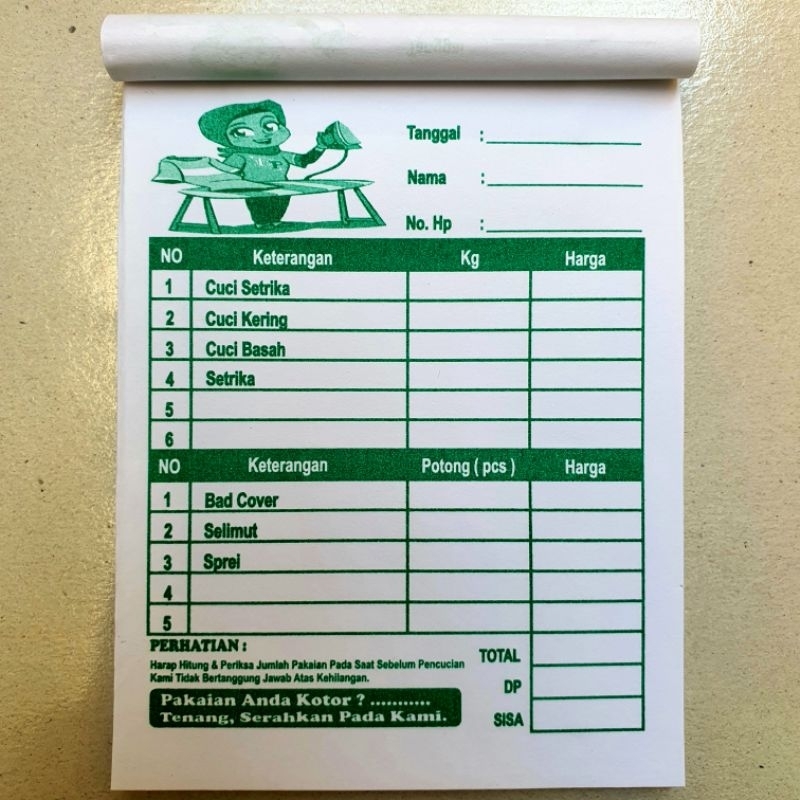 Tanggal :
Nama :
No. Hp :
NO Keterangan Kg Harga
1 Cuci Setrika
2 Cuci Kering
3 Cuci Basah
4 Setrika
5
6
NO Keterangan Potong ( pcs ) Harga
1 Bad Cover
2 Selimut
3 Sprei
4
5
PERHATIAN :
Harap Hitung & Periksa Jumlah Pakaian Pada Saat Sebelum Pencucian
Kami Tidak Bertanggung Jawab Atas Kehilangan.
Pakaian Anda Kotor ? ...........
Tenang, Serahkan Pada Kami.
TOTAL
DP
SISA